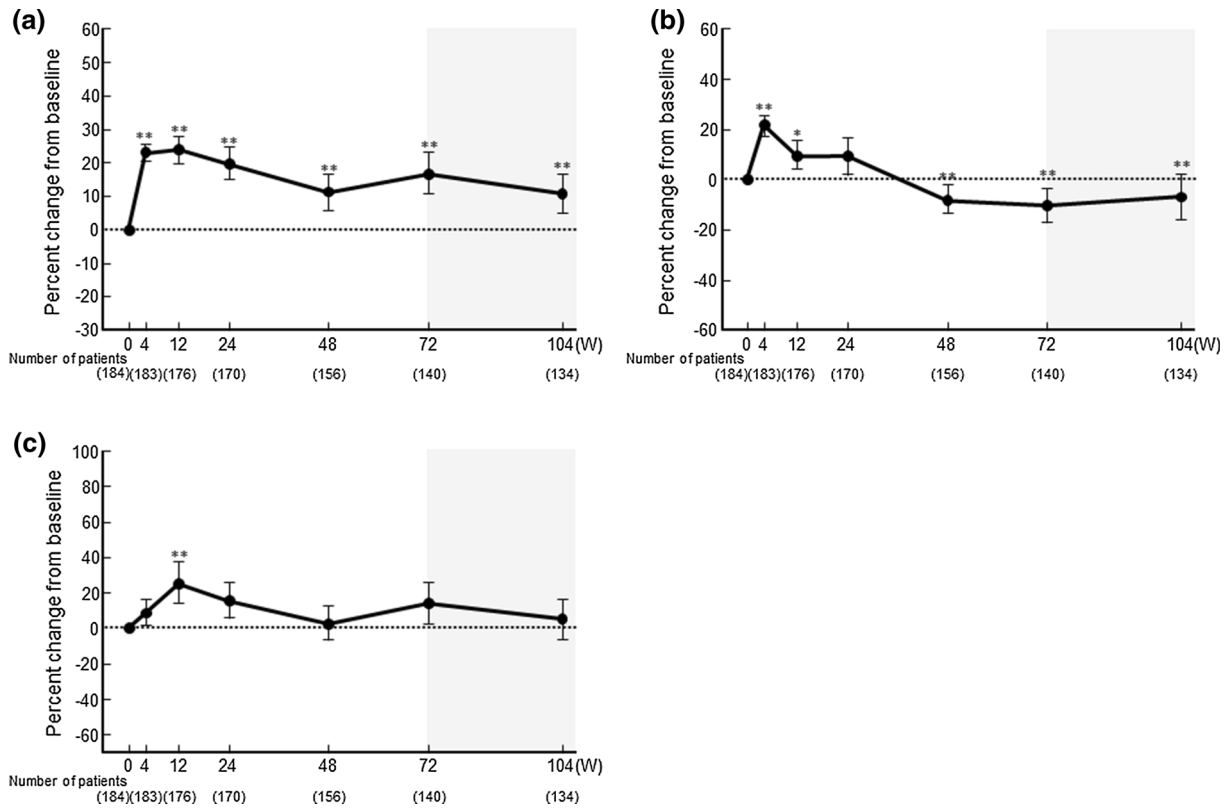 (a)
Percent change from baseline
60
50
40
30
20
10
0
-10
-20
-30
** ** ** ** ** **
0 4 12 24 48 72 104(W)
Number of patients
(184)(183)(176) (170) (156) (140) (134)
(b)
Percent change from baseline
60
40
20
0
-20
-40
-60
** * ** ** **
0 4 12 24 48 72 104(W)
Number of patients
(184)(183)(176) (170) (156) (140) (134)
(c)
Percent change from baseline
100
80
60
40
20
0
-20
-40
-60
**
0 4 12 24 48 72 104(W)
Number of patients
(184)(183)(176) (170) (156) (140) (134)